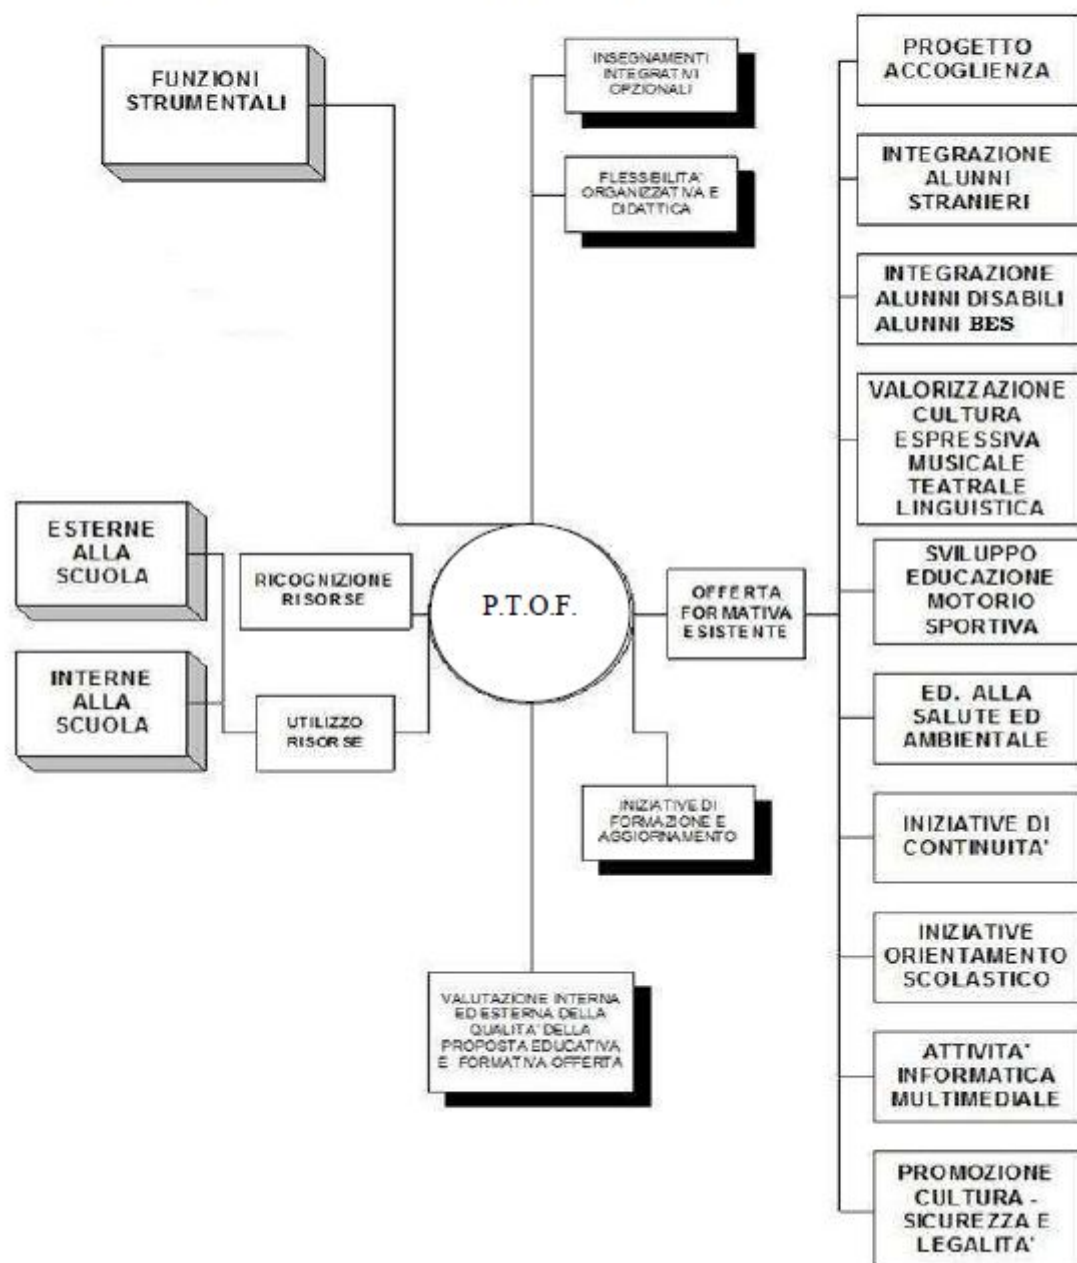 FUNZIONI
STRUMENTALI
INSEGNAMENTI
INTEGRATIVI
OPZIONALI
FLESSIBILITA'
ORGANIZZATIVA E
DIDATTICA
PROGETTO
ACCOGLIENZA
INTEGRAZIONE
ALUNNI
STRANIERI
INTEGRAZIONE
ALUNNI DISABILI
ALUNNI BES
VALORIZZAZIONE
CULTURA
ESPRESSIVA
MUSICALE
TEATRALE
LINGUISTICA
ESTERNE
ALLA
SCUOLA
RICOGNIZIONE
RISORSE
P.T.O.F.
OFFERTA
FORMATIVA
ESISTENTE
SVILUPPO
EDUCAZIONE
MOTORIO
SPORTIVA
INTERNE
ALLA
SCUOLA
UTILIZZO
RISORSE
ED. ALLA
SALUTE ED
AMBIENTALE
INIZIATIVE DI
FORMAZIONE E
AGGIORNAMENTO
INIZIATIVE DI
CONTINUITA'
INIZIATIVE
ORIENTAMENTO
SCOLASTICO
VALUTAZIONE INTERNA
ED ESTERNA DELLA
QUALITA' DELLA
PROPOSTA EDUCATIVA
E FORMATIVA OFFERTA
ATTIVITA'
INFORMATICA
MULTIMEDIALE
PROMOZIONE
CULTURA -
SICUREZZA E
LEGALITA'